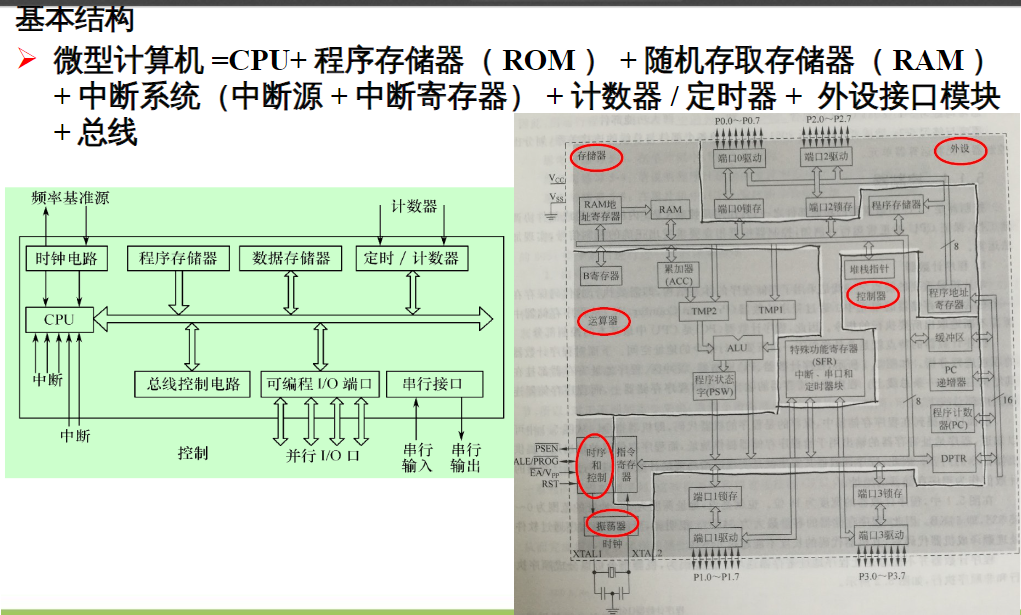 基本结构
微型计算机 =CPU+ 程序存储器（ ROM ） + 随机存取存储器（ RAM ）
+ 中断系统（中断源 + 中断寄存器） + 计数器 / 定时器 + 外设接口模块
+ 总线
频率基准源
计数器
时钟电路
程序存储器
数据存储器
定时 / 计数器
CPU
中断
中断
总线控制电路
可编程 I/O 端口
串行接口
控制
并行 I/O 口
串行
输入
串行
输出
P0.0～P0.7
P2.0～P2.7
存储器
端口0驱动
端口2驱动
外设
VCC
VSS
RAM地
址寄存器
RAM
端口0锁存
端口2锁存
程序存储器
8
B寄存器
累加器
(ACC)
堆栈指针
控制器
程序地址
寄存器
运算器
TMP2
TMP1
ALU
特殊功能寄存器
(SFR)
中断、串口和
定时器块
缓冲区
程序状态
字(PSW)
PC
递增器
8
16
程序计数
器(PC)
DPTR
PSEN
ALE/PROG
EA/VPP
RST
时序
和
控制
指令
寄存
器
端口1锁存
端口3锁存
振荡器
时钟
端口1驱动
端口3驱动
XTAL1
XTAL2
P1.0～P1.7
P3.0～P3.7